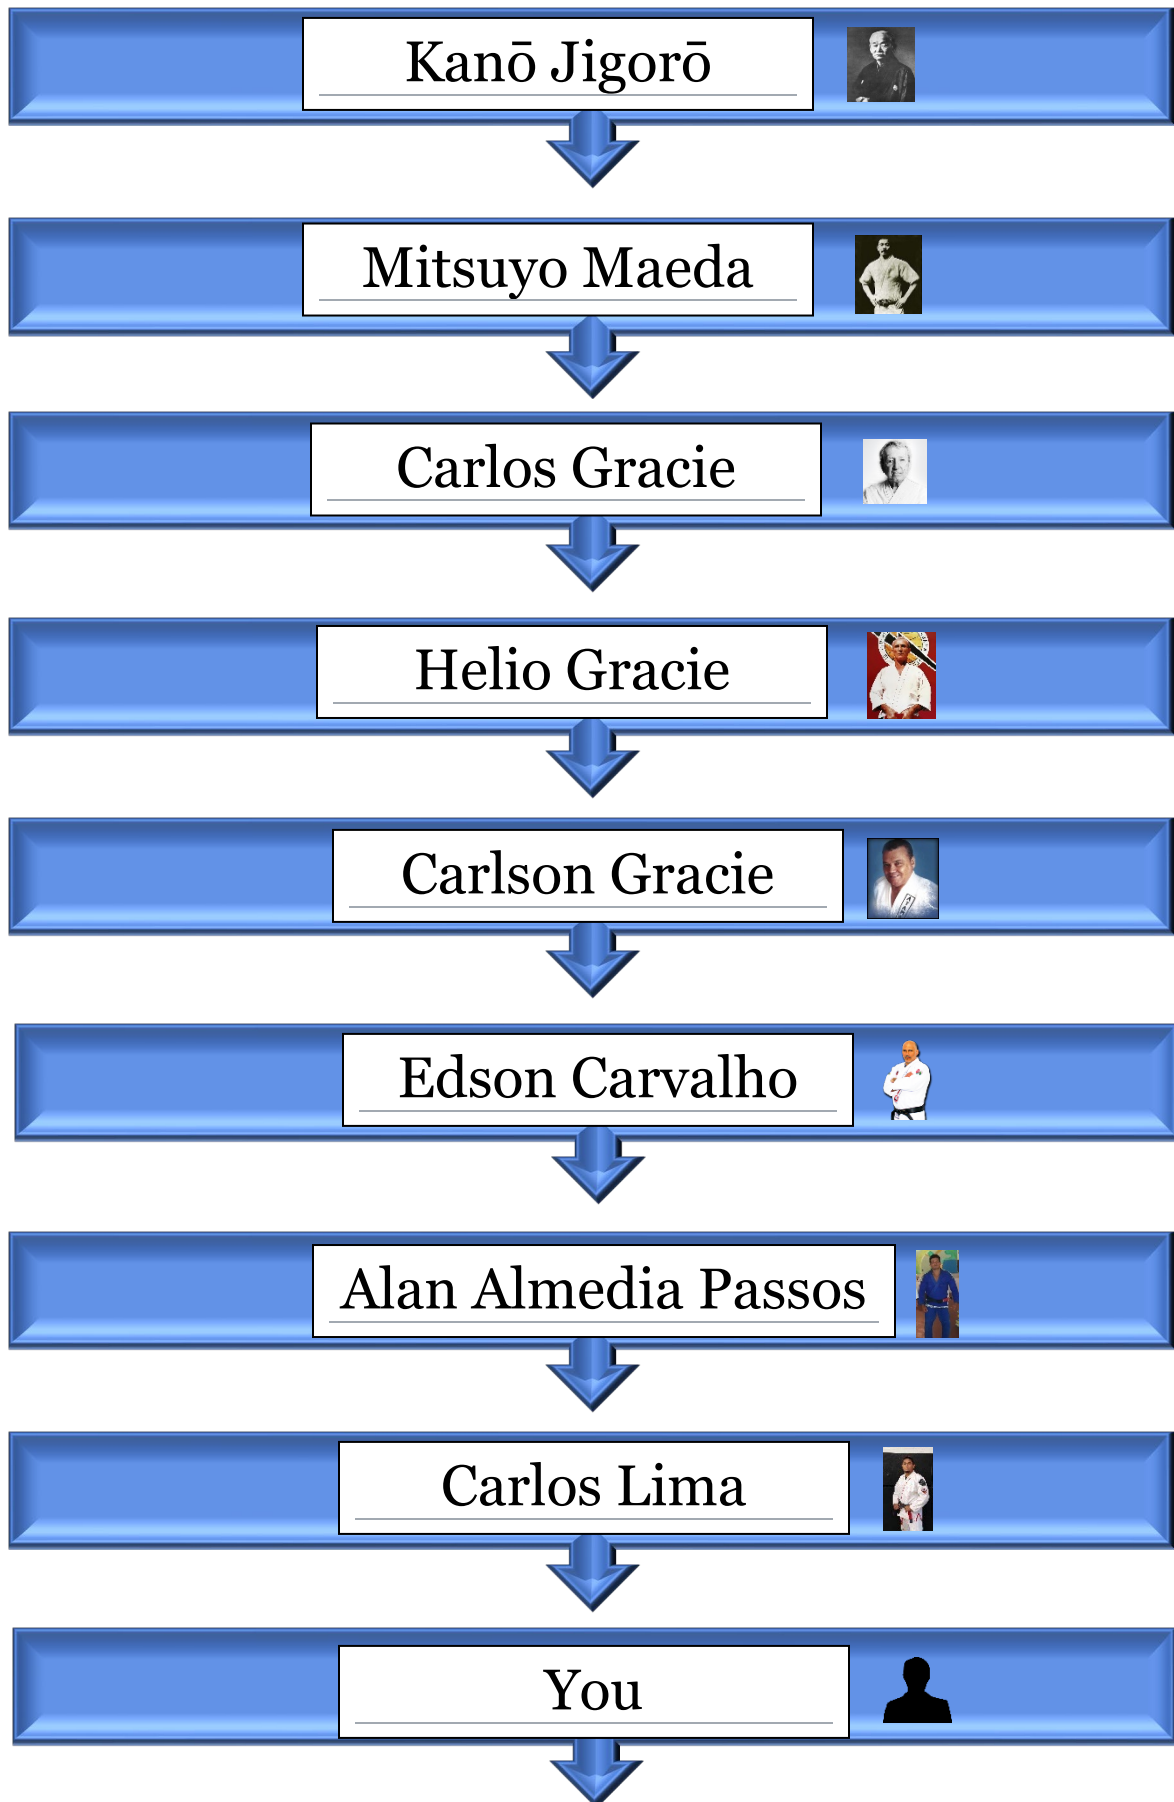 Kanō Jigorō
Mitsuyo Maeda
Carlos Gracie
Helio Gracie
Carlson Gracie
Edson Carvalho
Alan Almedia Passos
Carlos Lima
You